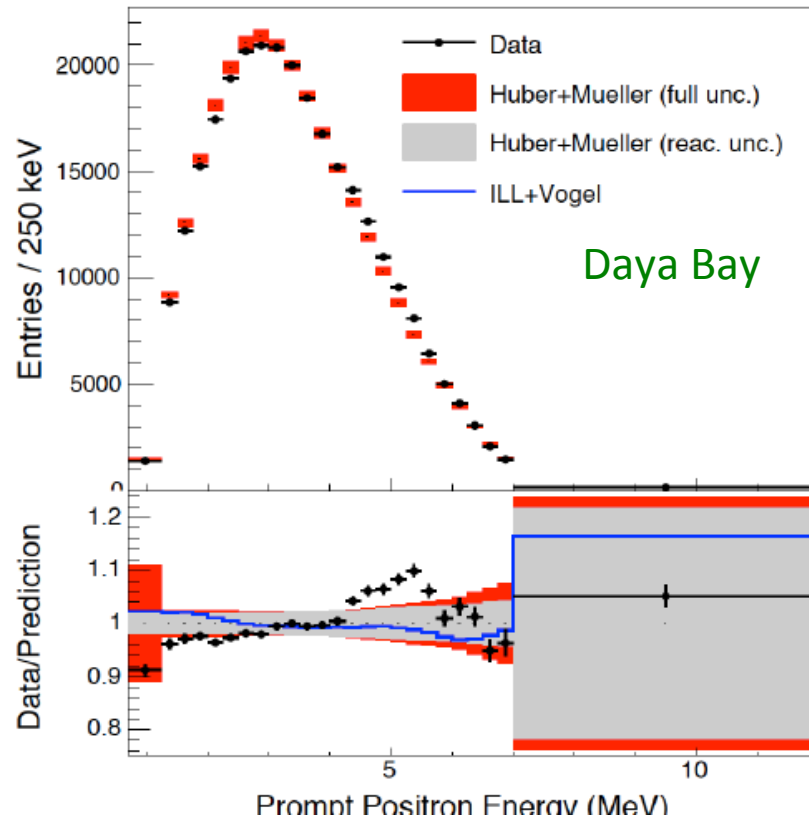 20000
15000
10000
5000
0
Entries / 250 keV
Data
Huber+Mueller (full unc.)
Huber+Mueller (reac. unc.)
ILL+Vogel
Daya Bay
1.2
1.1
1
0.9
0.8
Data/Prediction
5
10
Prompt Positron Energy (MeV)